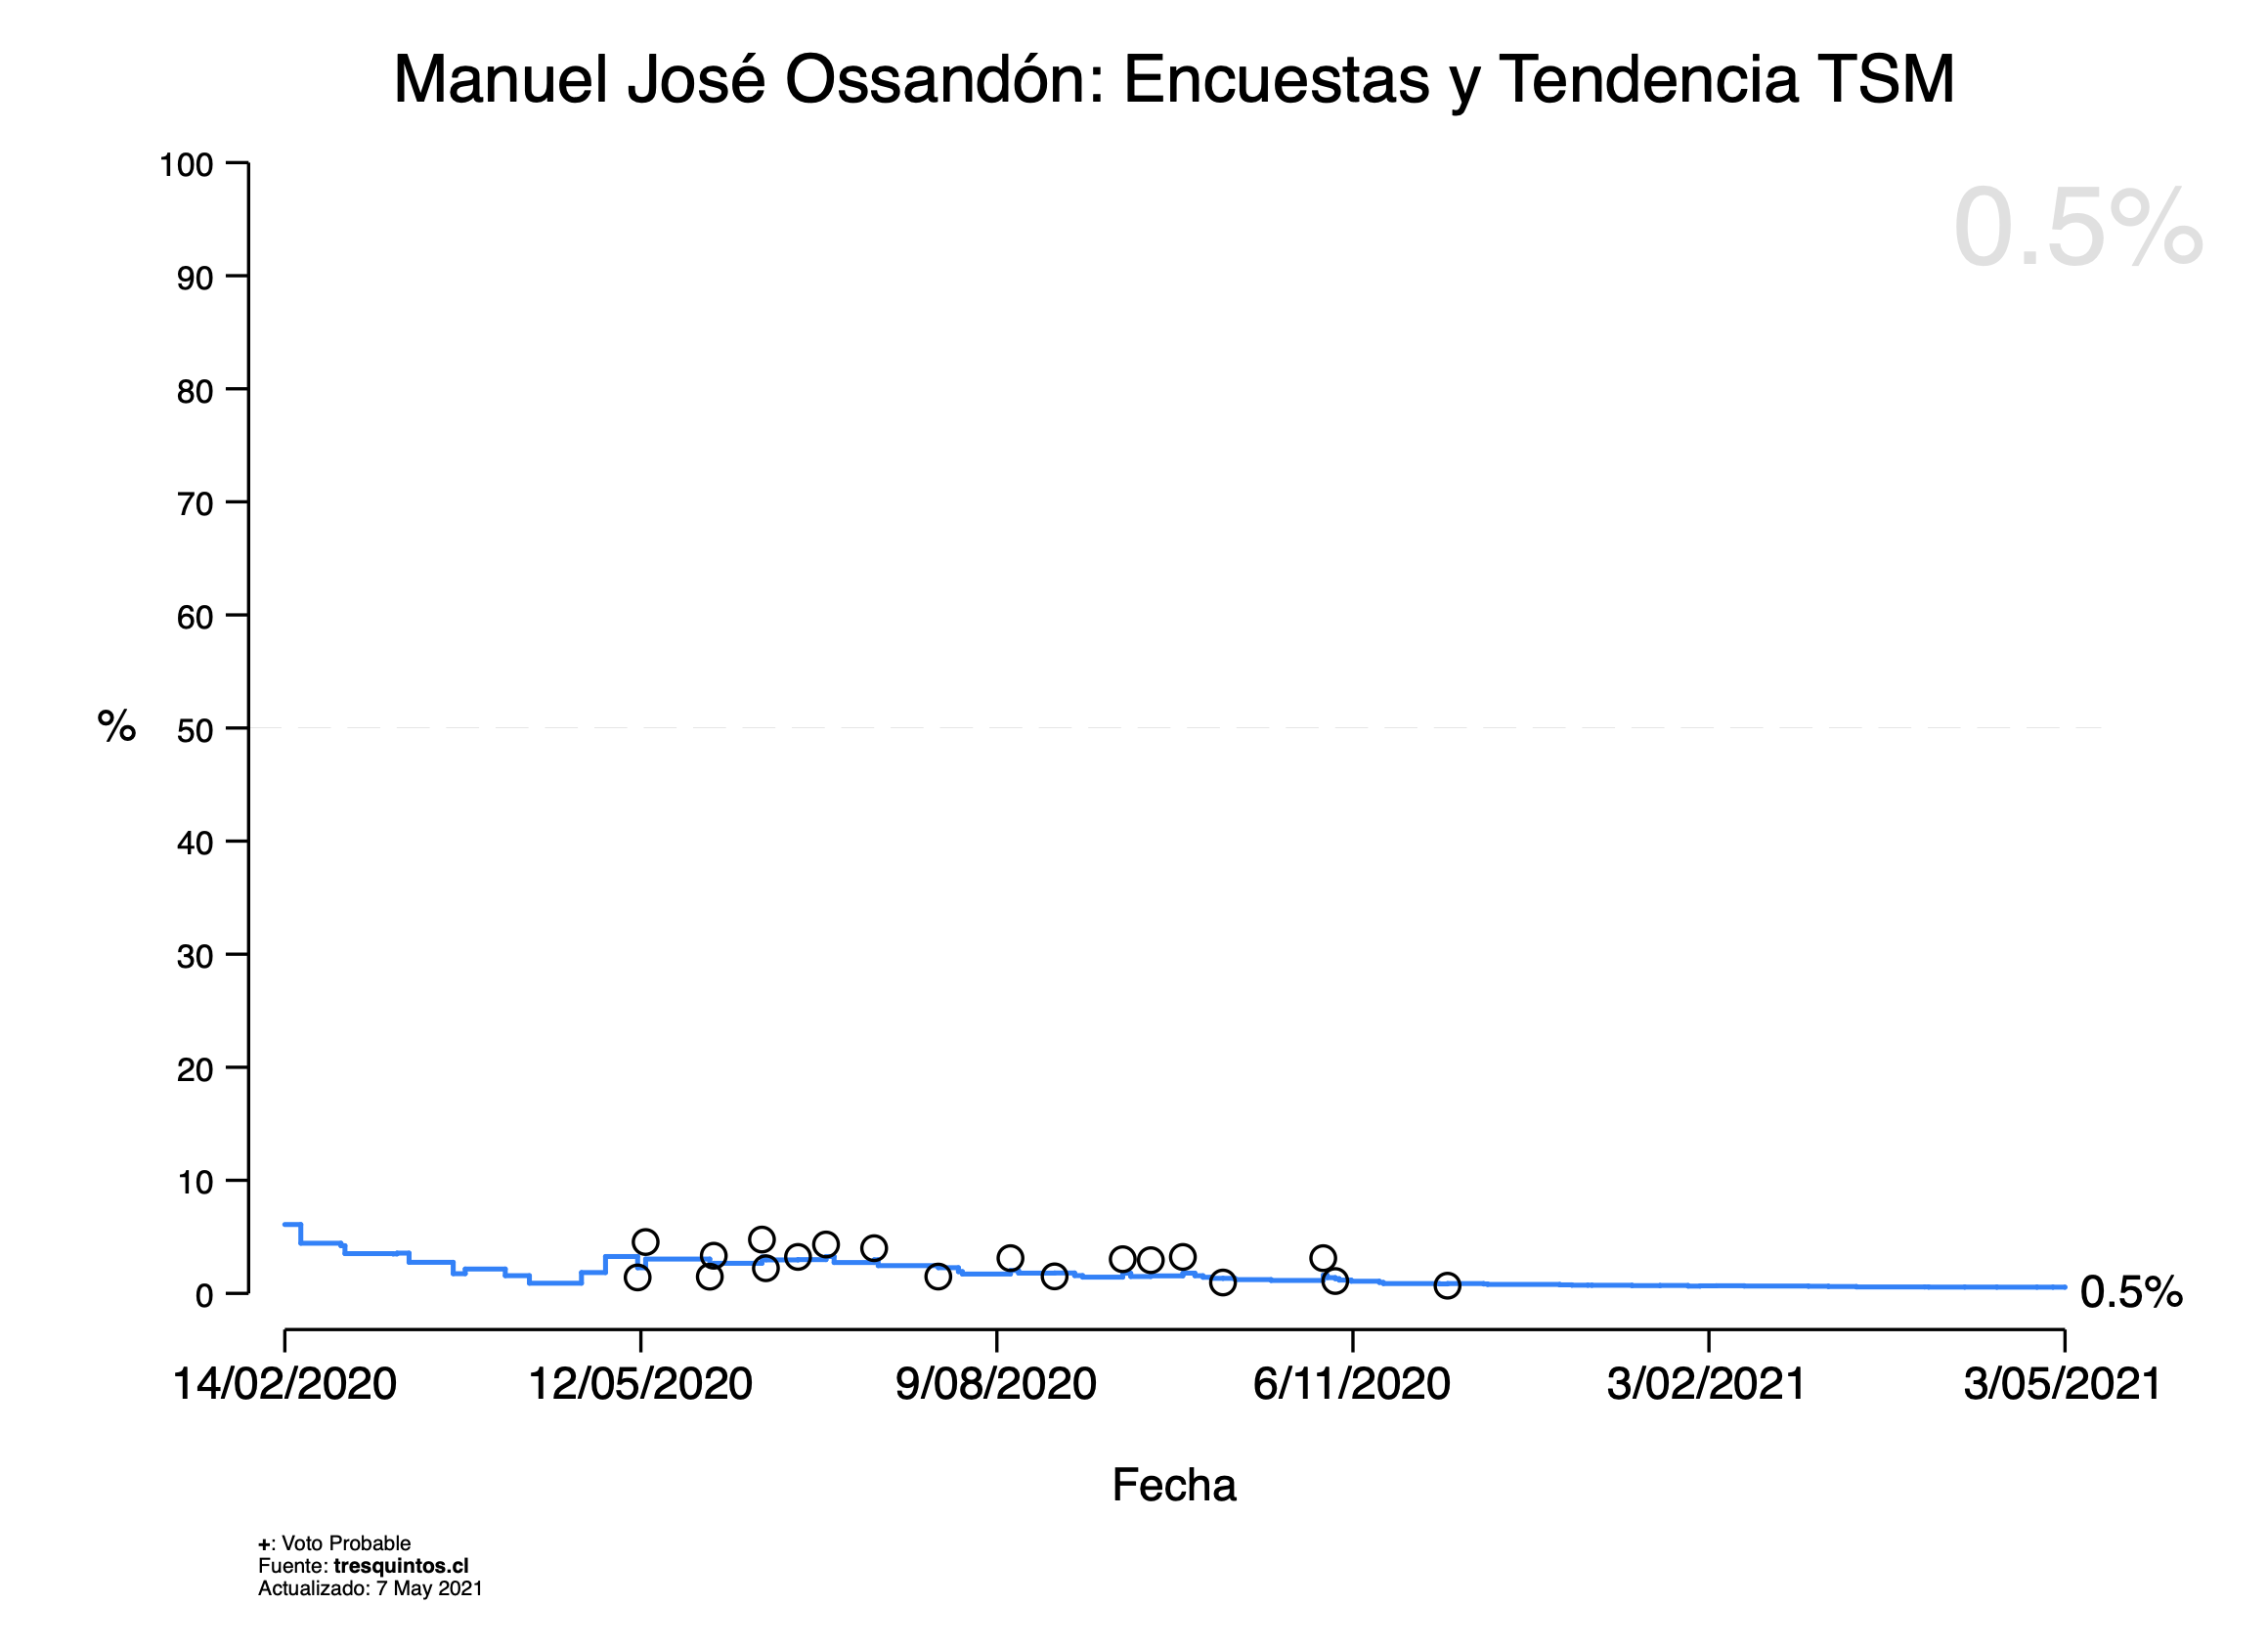 Manuel José Ossandón: Encuestas y Tendencia TSM
0.5%
100
90
80
70
60
50
40
30
20
10
0
%
0.5%
14/02/2020 12/05/2020 9/08/2020 6/11/2020 3/02/2021 3/05/2021
Fecha
+: Voto Probable
Fuente: tresquintos.cl
Actualizado: 7 May 2021